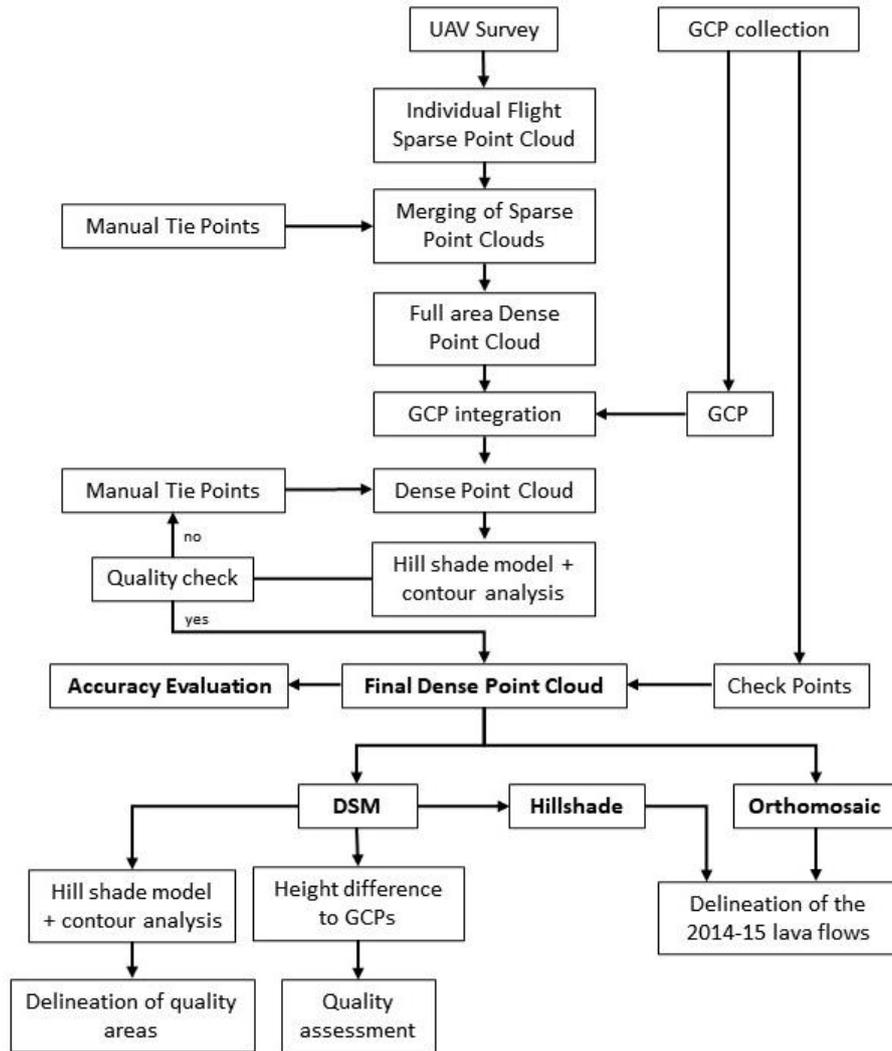 UAV Survey
GCP collection
Individual Flight
Sparse Point Cloud
Manual Tie Points
Merging of Sparse
Point Clouds
Full area Dense
Point Cloud
GCP integration
GCP
Manual Tie Points
Dense Point Cloud
no
Quality check
Hill shade model +
contour analysis
yes
Accuracy Evaluation
Final Dense Point Cloud
Check Points
DSM
Hillshade
Orthomosaic
Hill shade model
+ contour analysis
Height difference
to GCPs
Delineation of the
2014-15 lava flows
Delineation of quality
areas
Quality
assessment